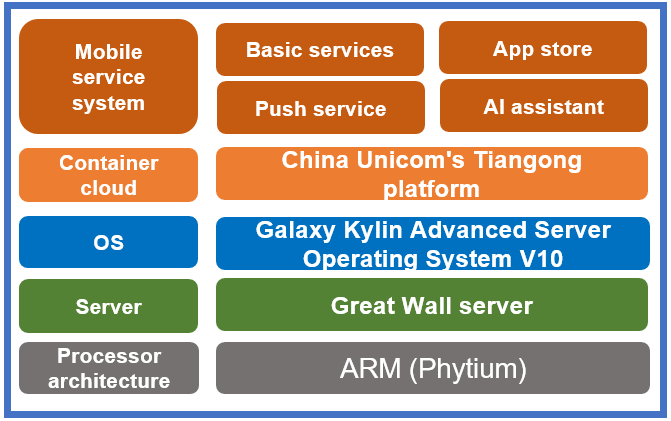 Mobile
service
system
Basic services
App store
Push service
AI assistant
Container
cloud
China Unicom's Tiangong
platform
OS
Galaxy Kylin Advanced Server
Operating System V10
Server
Great Wall server
Processor
architecture
ARM (Phytium)